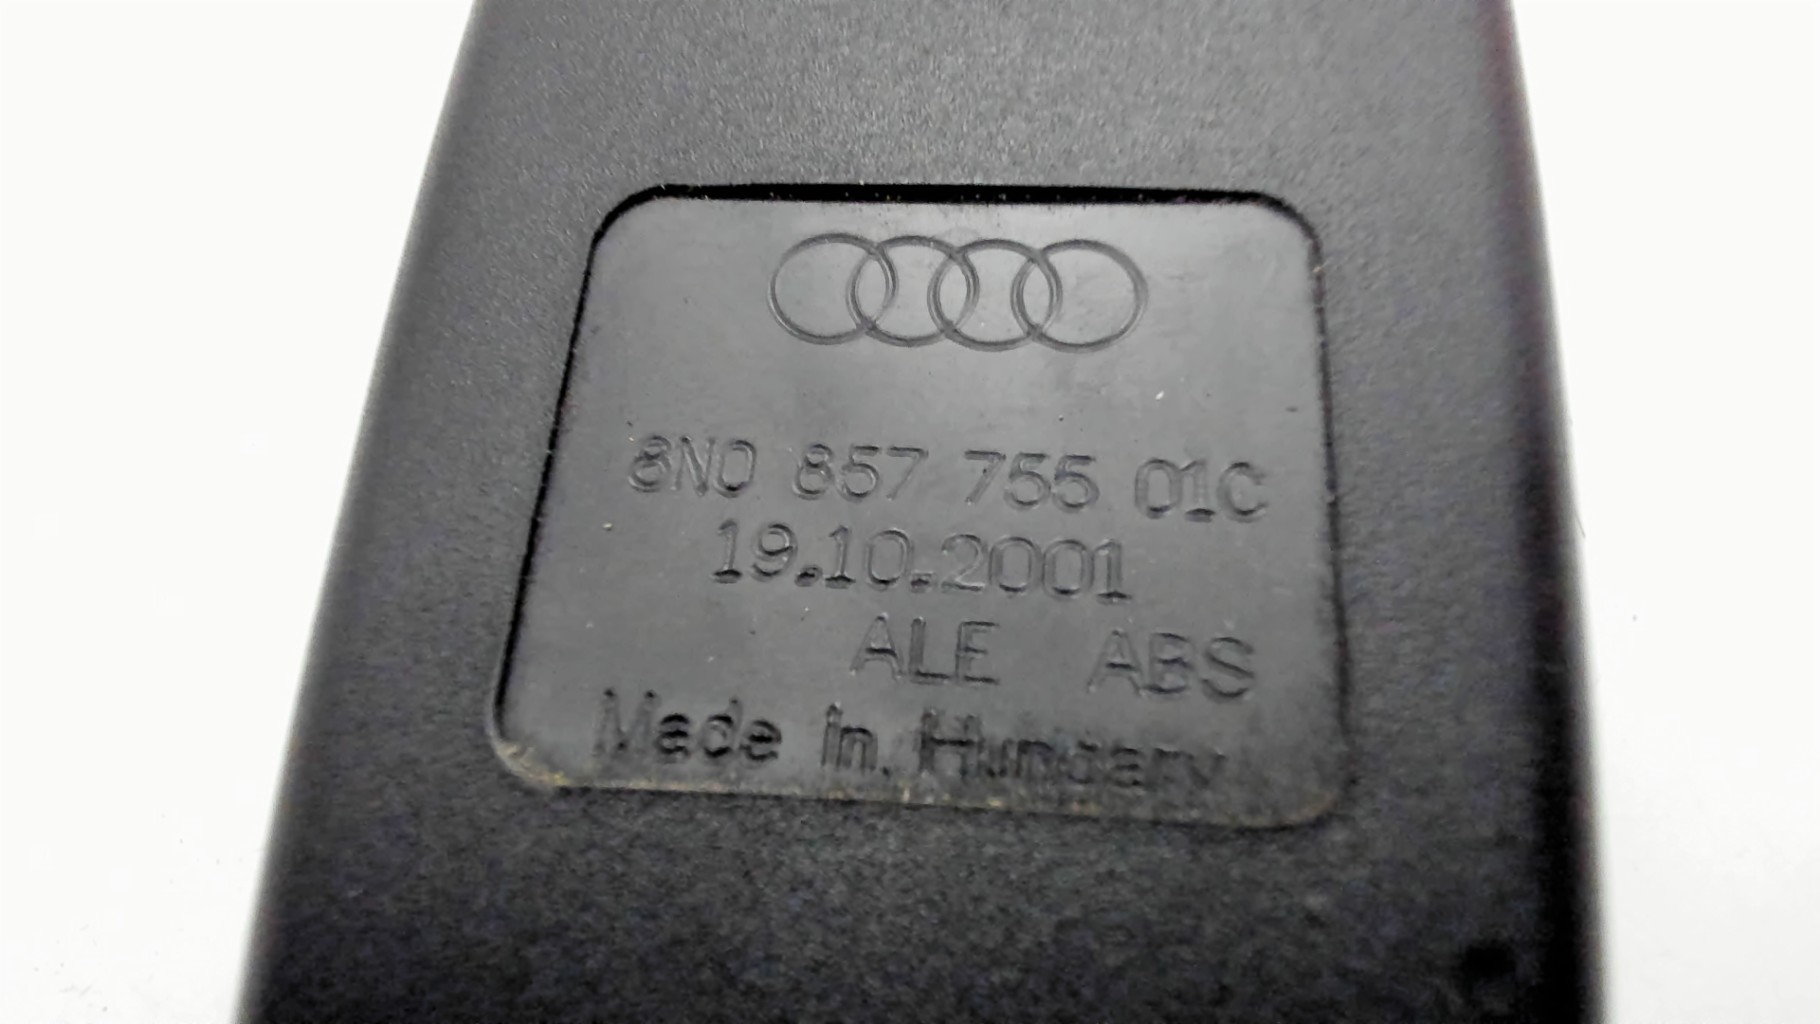 8N0 857 755 01C
19.10.2001
ALE ABS
Made in Hungary